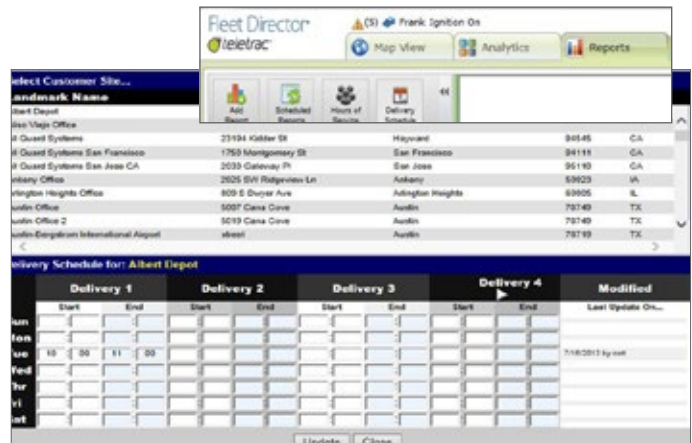 Fleet Director
teletrac
(5) Frank Ignition On
Map View Analytics Reports
Add Report Scheduled Reports Hours of Service Delivery Schedule
elect Customer Site...
andmark Name
lbert Depot
liso Viejo Office
Guard Systems 23194 Kidder St Hayward 94545 CA
Guard Systems San Francisco 1750 Montgomery St San Francisco 94111 CA
Guard Systems San Jose CA 2033 Gateway Pl San Jose 95110 CA
nkeny Office 2625 SW Ridgeview Ln Ankeny 50023 IA
rlington Heights Office 809 S Dwyer Ave Arlington Heights 60005 IL
ustin Office 5007 Cana Cove Austin 78749 TX
ustin Office 2 5019 Cana Cove Austin 78749 TX
ustin-Bergstrom International Airport street Austin 78719 TX
elivery Schedule for: Albert Depot
Delivery 1 Delivery 2 Delivery 3 Delivery 4 Modified
Start End Start End Start End Start End Last Update On...
un
on
ue 10 : 00 11 : 00 7/16/2013 by
ed
hr
ri
at
Update Close